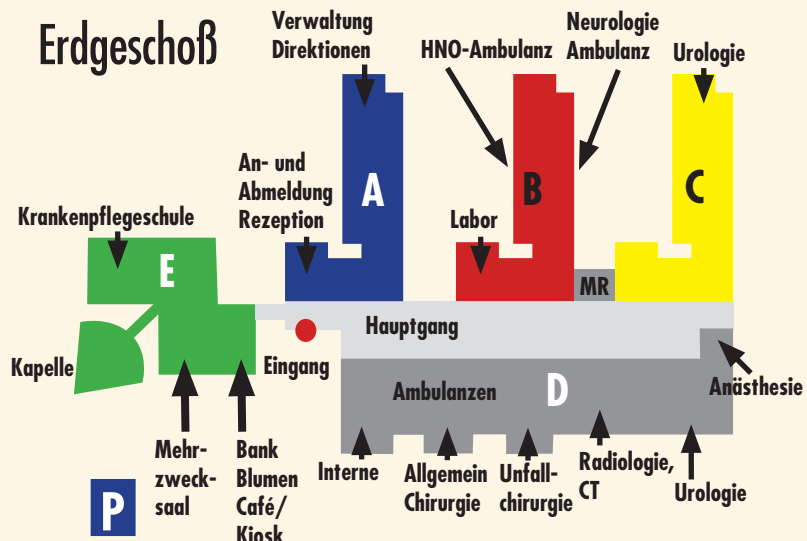 Erdgeschoß
Verwaltung
Direktionen
HNO-Ambulanz
Neurologie
Ambulanz
Urologie
An- und
Abmeldung
Rezeption
A
B
C
Labor
Krankenpflegeschule
E
MR
Hauptgang
Kapelle
Eingang
Ambulanzen
D
Anästhesie
Mehr-
zweck-
saal
Bank
Blumen
Café/
Kiosk
Interne
Allgemein
Chirurgie
Unfall-
chirurgie
Radiologie,
CT
Urologie
P